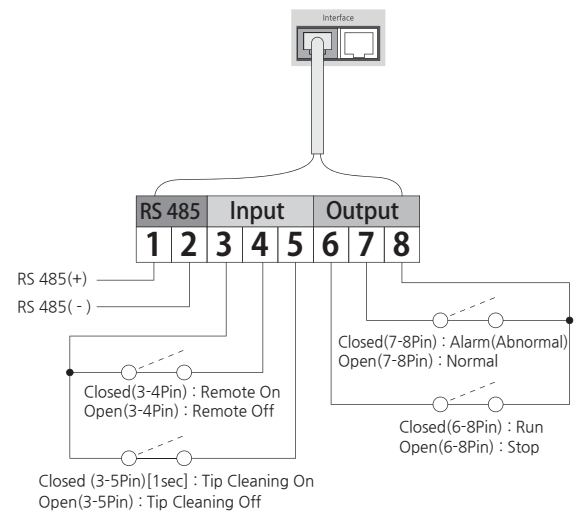 Interface
RS 485 Input Output
1 2 3 4 5 6 7 8
RS 485(+)
RS 485( - )
Closed(7-8Pin) : Alarm(Abnormal)
Open(7-8Pin) : Normal
Closed(3-4Pin) : Remote On
Open(3-4Pin) : Remote Off
Closed(6-8Pin) : Run
Open(6-8Pin) : Stop
Closed (3-5Pin)[1sec] : Tip Cleaning On
Open(3-5Pin) : Tip Cleaning Off